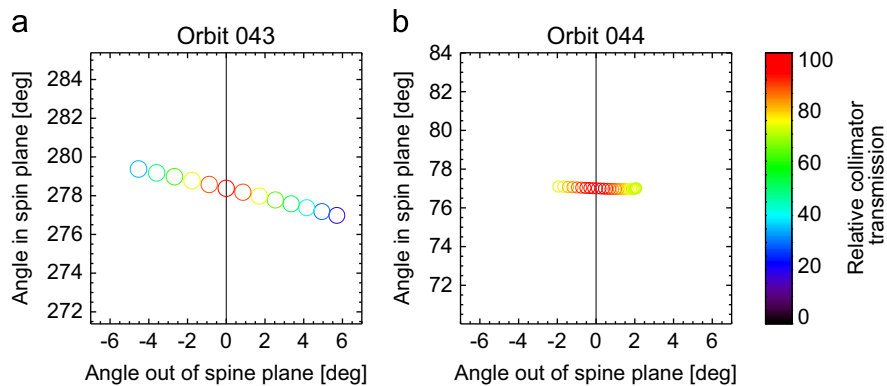 a
Orbit 043
Angle in spin plane [deg]
284
282
280
278
276
274
272
-6 -4 -2 0 2 4 6
Angle out of spine plane [deg]
b
Orbit 044
Angle in spin plane [deg]
84
82
80
78
76
74
72
-6 -4 -2 0 2 4 6
Angle out of spine plane [deg]
100
80
60
40
20
0
Relative collimator
transmission